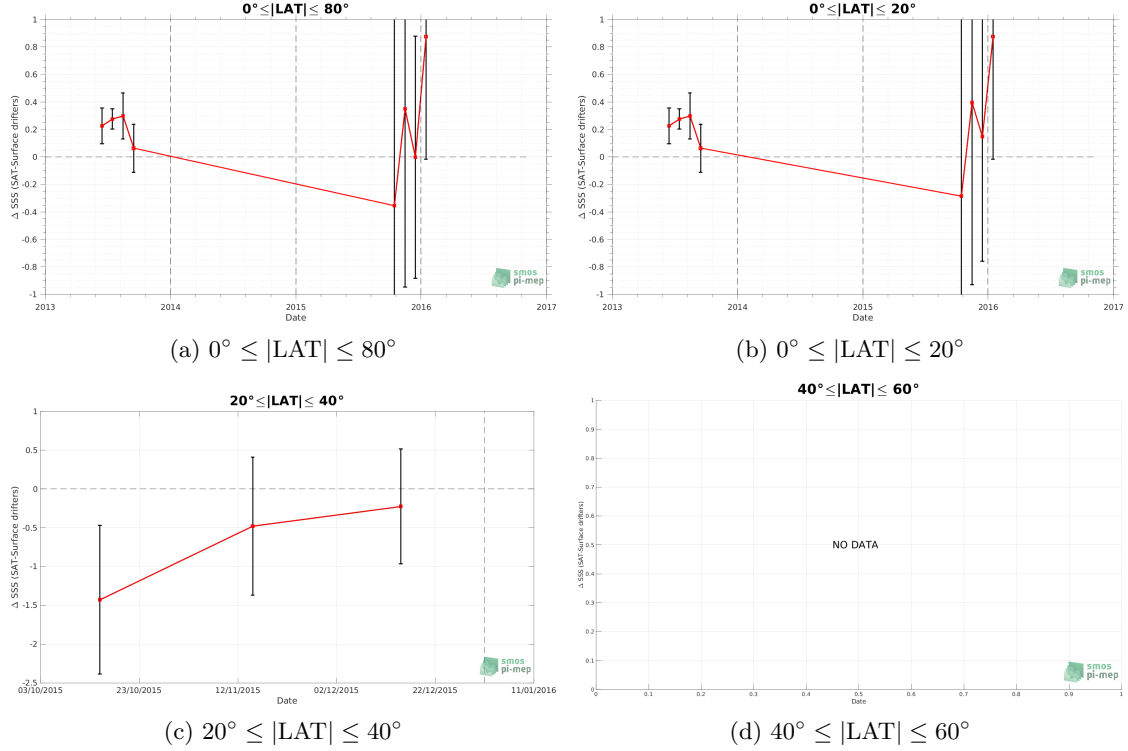 0°≤|LAT|≤ 80°
1
0.8
0.6
0.4
0.2
0
-0.2
-0.4
-0.6
-0.8
-1
Δ SSS (SAT-Surface drifters)
2013
2014
2015
2016
2017
Date
smos
pi-mep
(a) 0° ≤ |LAT| ≤ 80°
0°≤|LAT|≤ 20°
1
0.8
0.6
0.4
0.2
0
-0.2
-0.4
-0.6
-0.8
-1
Δ SSS (SAT-Surface drifters)
2013
2014
2015
2016
2017
Date
smos
pi-mep
(b) 0° ≤ |LAT| ≤ 20°
20°≤|LAT|≤ 40°
1
0.5
0
-0.5
-1
-1.5
-2
-2.5
Δ SSS (SAT-Surface drifters)
03/10/2015
23/10/2015
12/11/2015
02/12/2015
22/12/2015
11/01/2016
Date
smos
pi-mep
(c) 20° ≤ |LAT| ≤ 40°
40°≤|LAT|≤ 60°
1
0.9
0.8
0.7
0.6
0.5
0.4
0.3
0.2
0.1
0
Δ SSS (SAT-Surface drifters)
NO DATA
0
0.1
0.2
0.3
0.4
0.5
0.6
0.7
0.8
0.9
1
Date
smos
pi-mep
(d) 40° ≤ |LAT| ≤ 60°